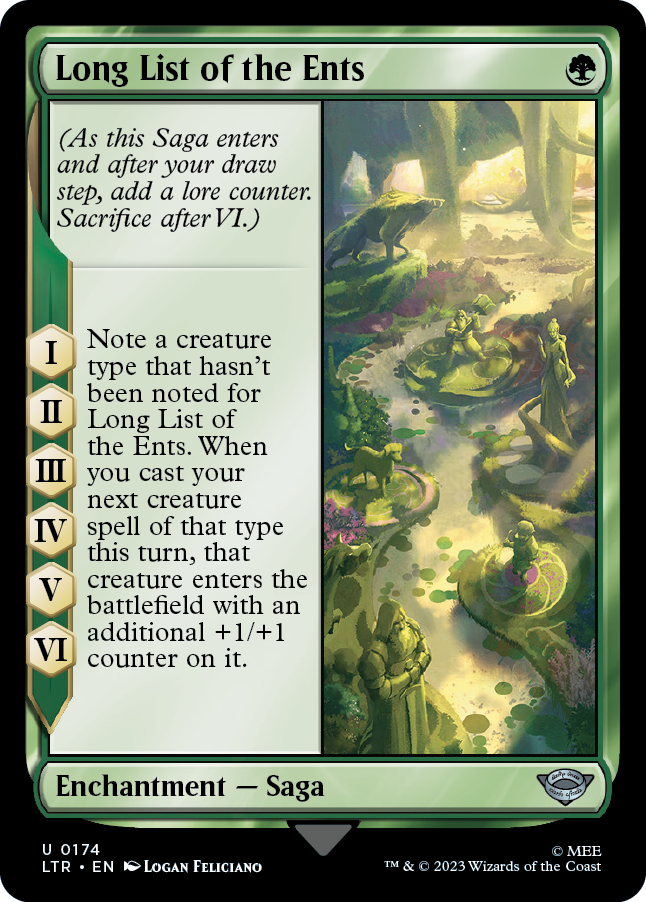 Long List of the Ents
(As this Saga enters
and after your draw
step, add a lore counter.
Sacrifice after VI.)
I
II
III
IV
V
VI
Note a creature
type that hasn't
been noted for
Long List of
the Ents. When
you cast your
next creature
spell of that type
this turn, that
creature enters the
battlefield with an
additional +1/+1
counter on it.
Enchantment — Saga
U 0174
LTR • EN Logan Feliciano
© MEE
™ & © 2023 Wizards of the Coast